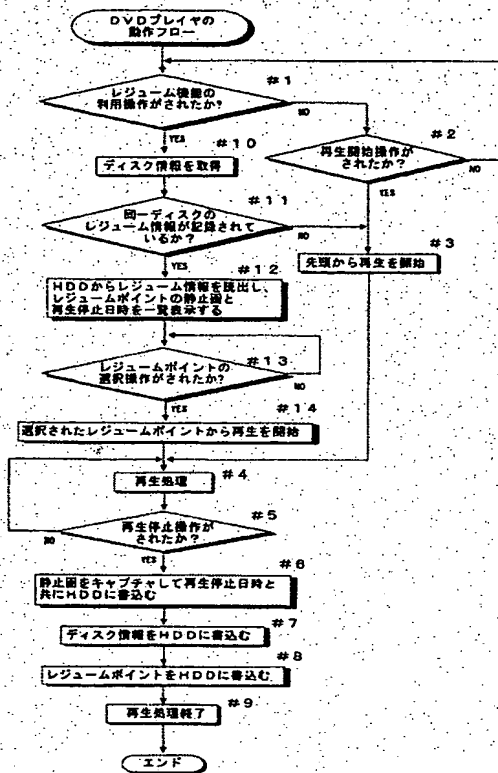 DVDプレイヤの
動作フロー
#1
レジューム機能の
利用操作がされたか?
NO
YES
#2
再生開始操作が
されたか?
NO
YES
#10
ディスク情報を取得
#11
同一ディスクの
レジューム情報が記録されて
いるか?
NO
YES
#3
先頭から再生を開始
#12
HDDからレジューム情報を読出し、
レジュームポイントの静止画と
再生停止日時を一覧表示する
#13
レジュームポイントの
選択操作がされたか?
NO
YES
#14
選択されたレジュームポイントから再生を開始
#4
再生処理
#5
再生停止操作が
されたか?
NO
YES
#6
静止画をキャプチャして再生停止日時と
共にHDDに書込む
#7
ディスク情報をHDDに書込む
#8
レジュームポイントをHDDに書込む
#9
再生処理終了
エンド